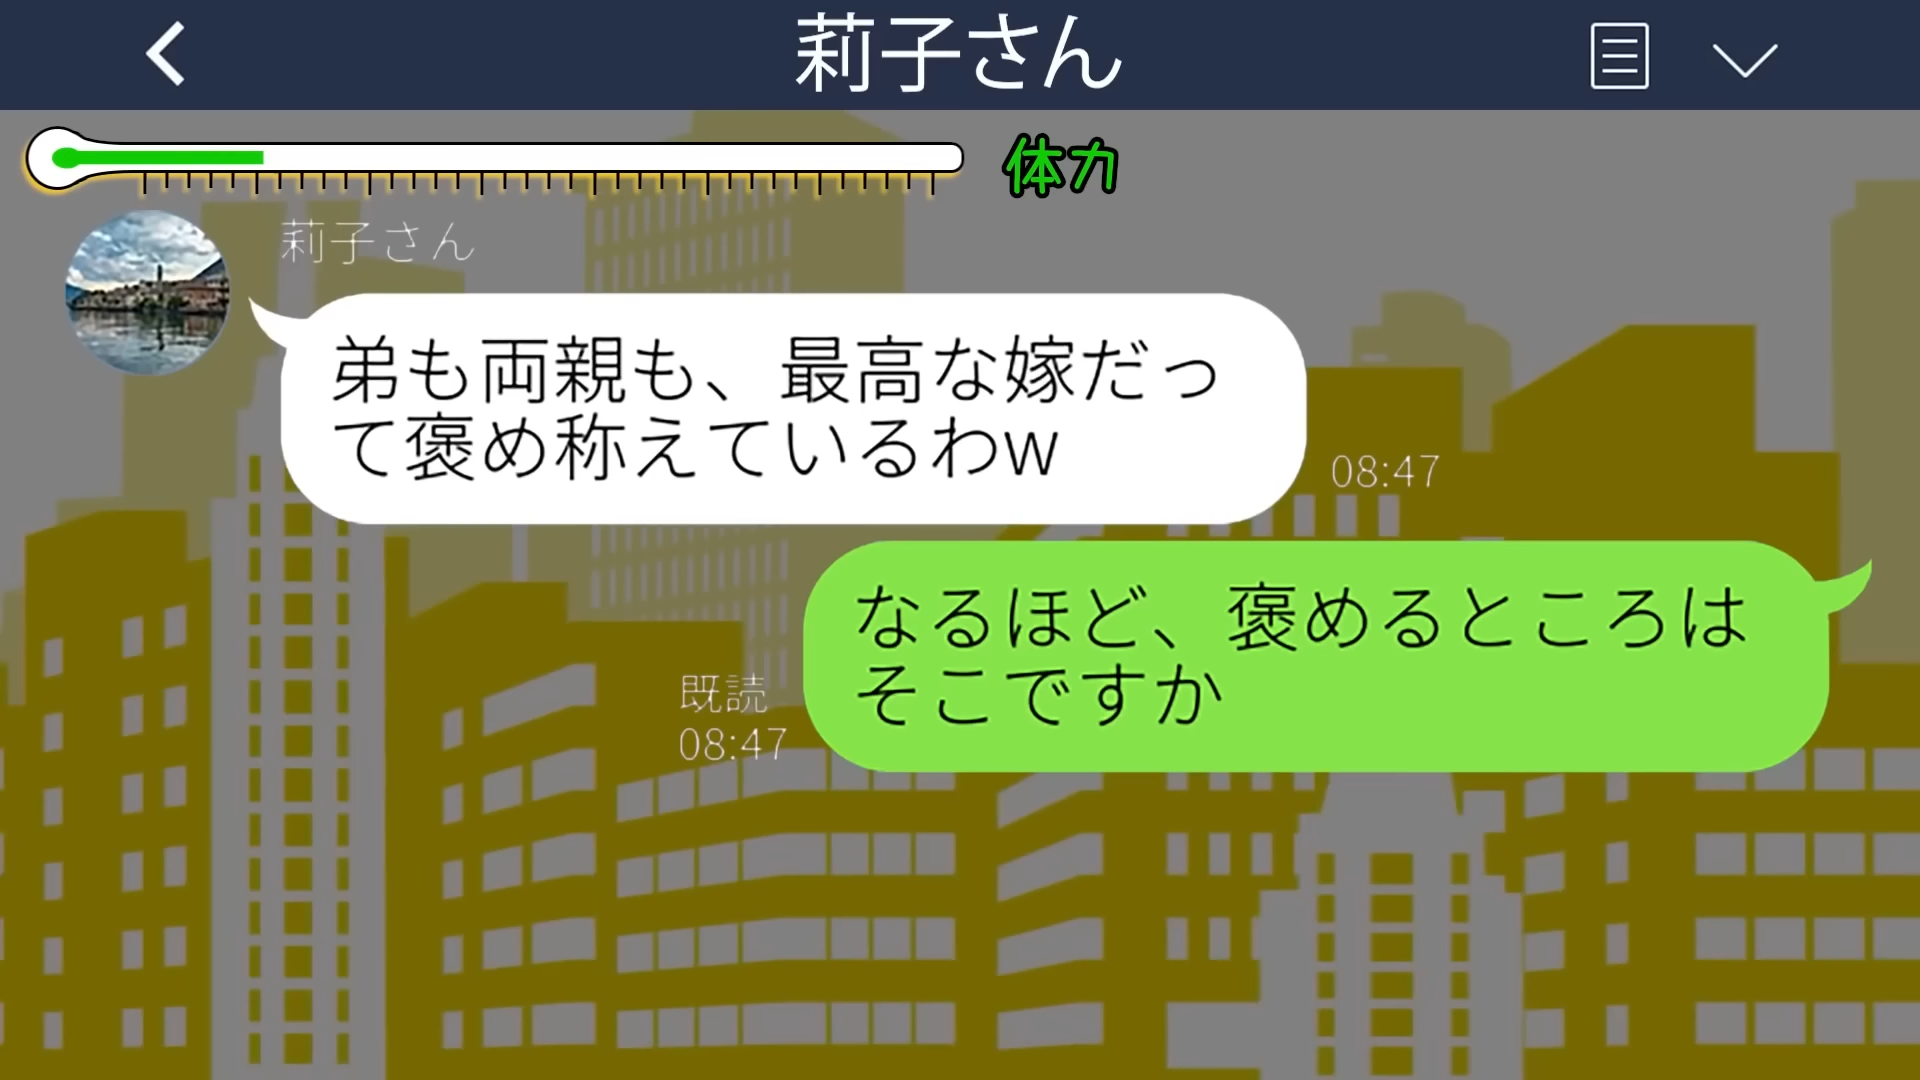 莉子さん
体力
莉子さん
弟も両親も、最高な嫁だっ
て褒め称えているわw
08:47
なるほど、褒めるところは
そこですか
既読
08:47